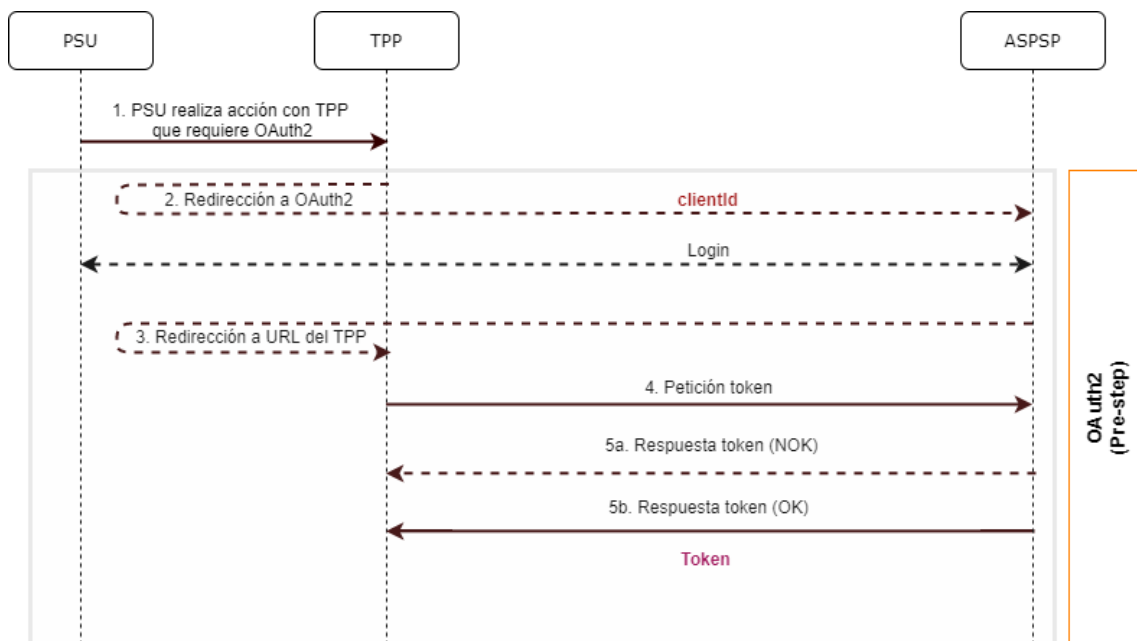 PSU
TPP
ASPSP
1. PSU realiza acción con TPP
que requiere OAuth2
2. Redirección a OAuth2
clientId
Login
3. Redirección a URL del TPP
4. Petición token
5a. Respuesta token (NOK)
5b. Respuesta token (OK)
Token
OAuth2
(Pre-step)